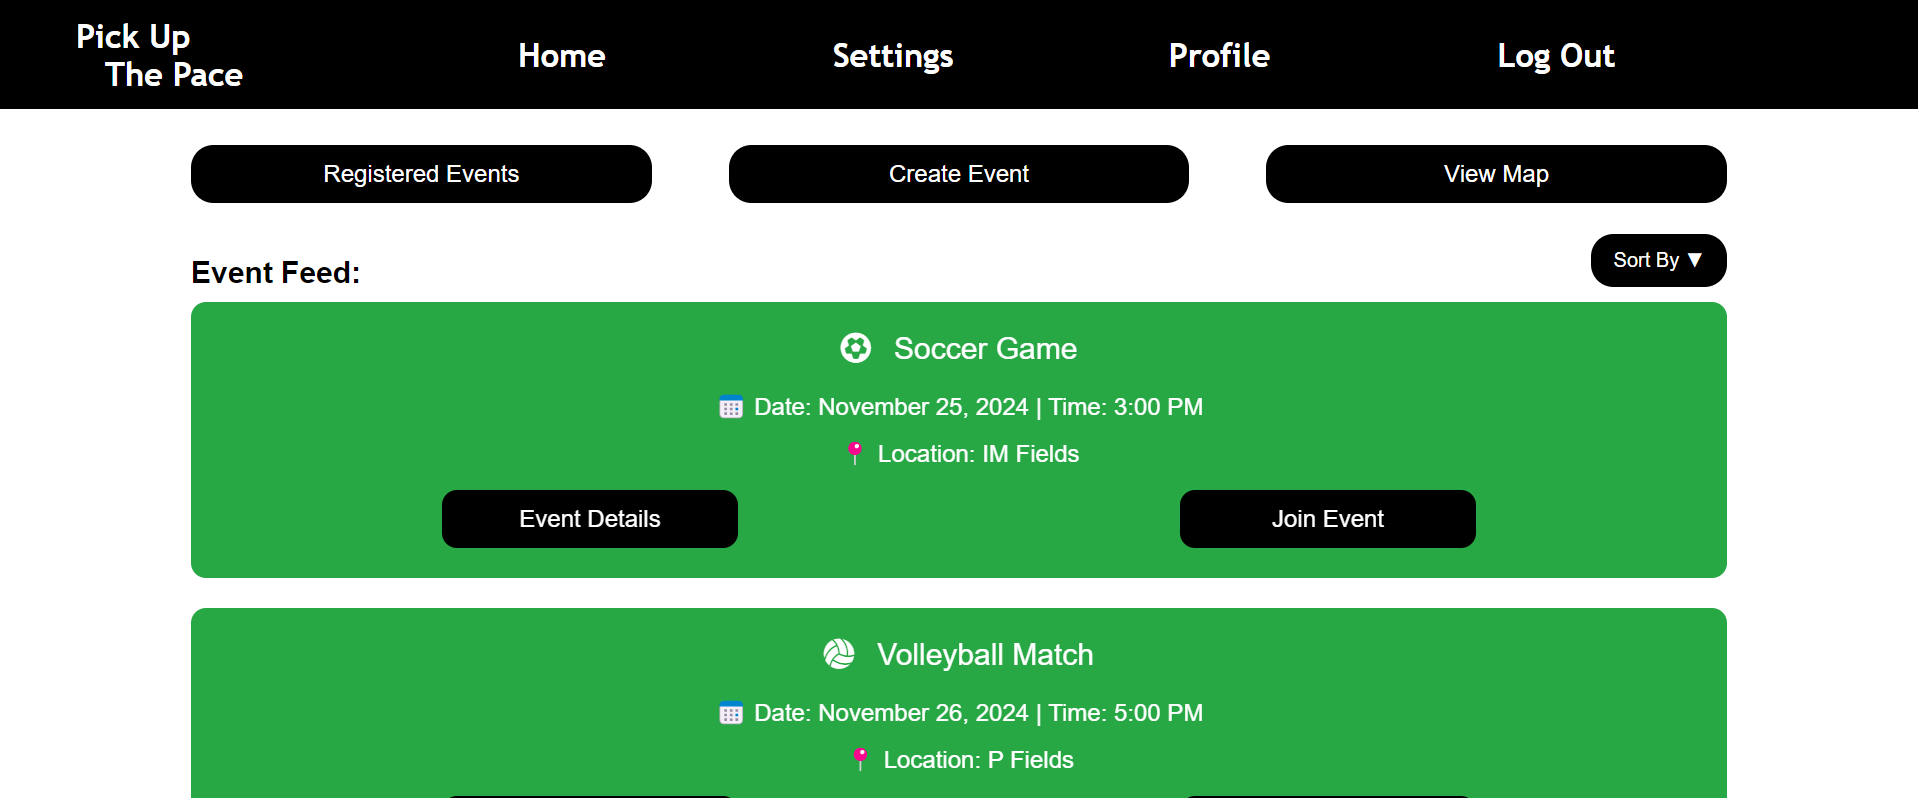 Pick Up
The Pace
Home
Settings
Profile
Log Out
Registered Events
Create Event
View Map
Event Feed:
Sort By ▼
Soccer Game
Date: November 25, 2024 | Time: 3:00 PM
Location: IM Fields
Event Details
Join Event
Volleyball Match
Date: November 26, 2024 | Time: 5:00 PM
Location: P Fields